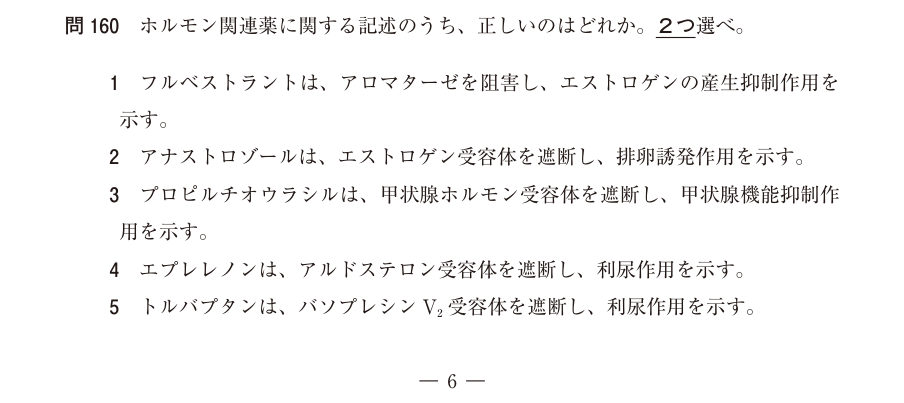 問 160 ホルモン関連薬に関する記述のうち、正しいのはどれか。2つ選べ。
1 フルベストラントは、アロマターゼを阻害し、エストロゲンの産生抑制作用を
示す。
2 アナストロゾールは、エストロゲン受容体を遮断し、排卵誘発作用を示す。
3 プロピルチオウラシルは、甲状腺ホルモン受容体を遮断し、甲状腺機能抑制作
用を示す。
4 エプレレノンは、アルドステロン受容体を遮断し、利尿作用を示す。
5 トルバプタンは、バソプレシン V₂ 受容体を遮断し、利尿作用を示す。
― 6 ―